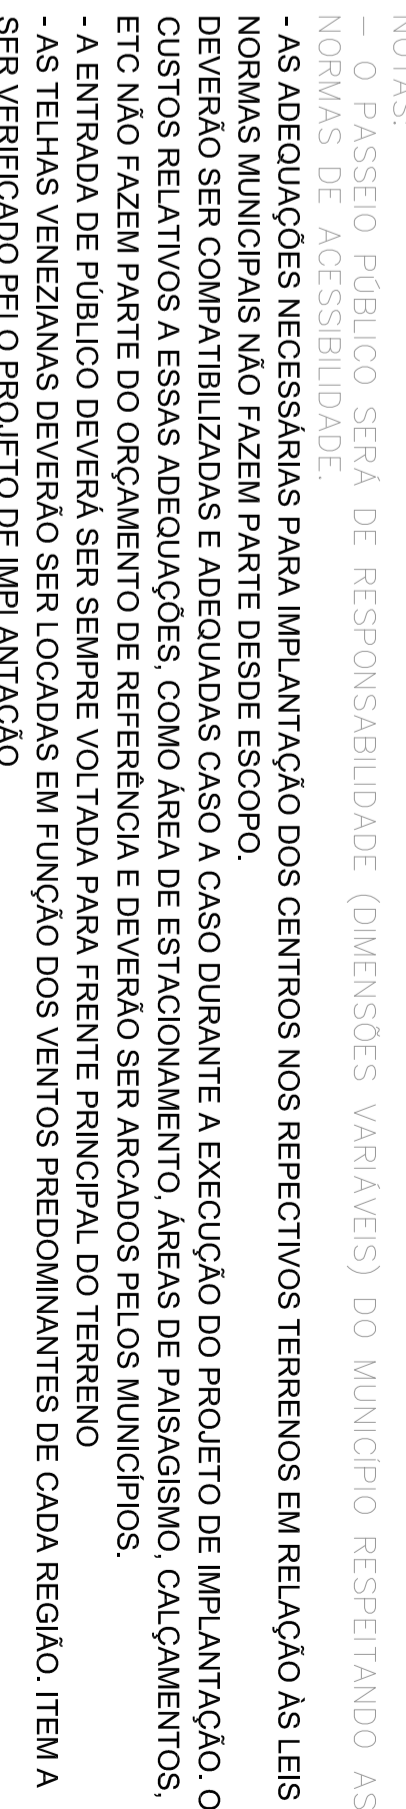 NOTAS:
— O PASSEIO PÚBLICO SERÁ DE RESPONSABILIDADE (DIMENSÕES VARIÁVEIS) DO MUNICÍPIO RESPEITANDO AS
NORMAS DE ACESSIBILIDADE.
- AS ADEQUAÇÕES NECESSÁRIAS PARA IMPLANTAÇÃO DOS CENTROS NOS REPECTIVOS TERRENOS EM RELAÇÃO ÀS LEIS
NORMAS MUNICIPAIS NÃO FAZEM PARTE DESDE ESCOPO.
DEVERÃO SER COMPATIBILIZADAS E ADEQUADAS CASO A CASO DURANTE A EXECUÇÃO DO PROJETO DE IMPLANTAÇÃO. O
CUSTOS RELATIVOS A ESSAS ADEQUAÇÕES, COMO ÁREA DE ESTACIONAMENTO, ÁREAS DE PAISAGISMO, CALÇAMENTOS,
ETC NÃO FAZEM PARTE DO ORÇAMENTO DE REFERÊNCIA E DEVERÃO SER ARCADOS PELOS MUNICÍPIOS.
- A ENTRADA DE PÚBLICO DEVERÁ SER SEMPRE VOLTADA PARA FRENTE PRINCIPAL DO TERRENO
- AS TELHAS VENEZIANAS DEVERÃO SER LOCADAS EM FUNÇÃO DOS VENTOS PREDOMINANTES DE CADA REGIÃO. ITEM A
SER VERIFICADO PELO PROJETO DE IMPLANTAÇÃO